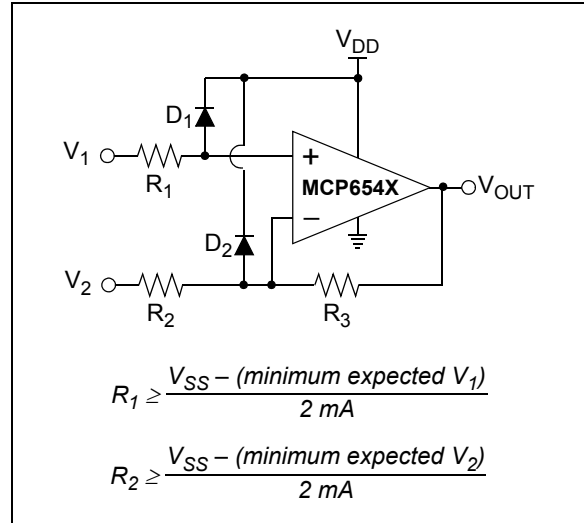 V_DD
D_1
V_1
R_1
+
MCP654X
–
V_OUT
D_2
V_2
R_2
R_3
R_1 ≥ V_SS – (minimum expected V_1)
2 mA
R_2 ≥ V_SS – (minimum expected V_2)
2 mA